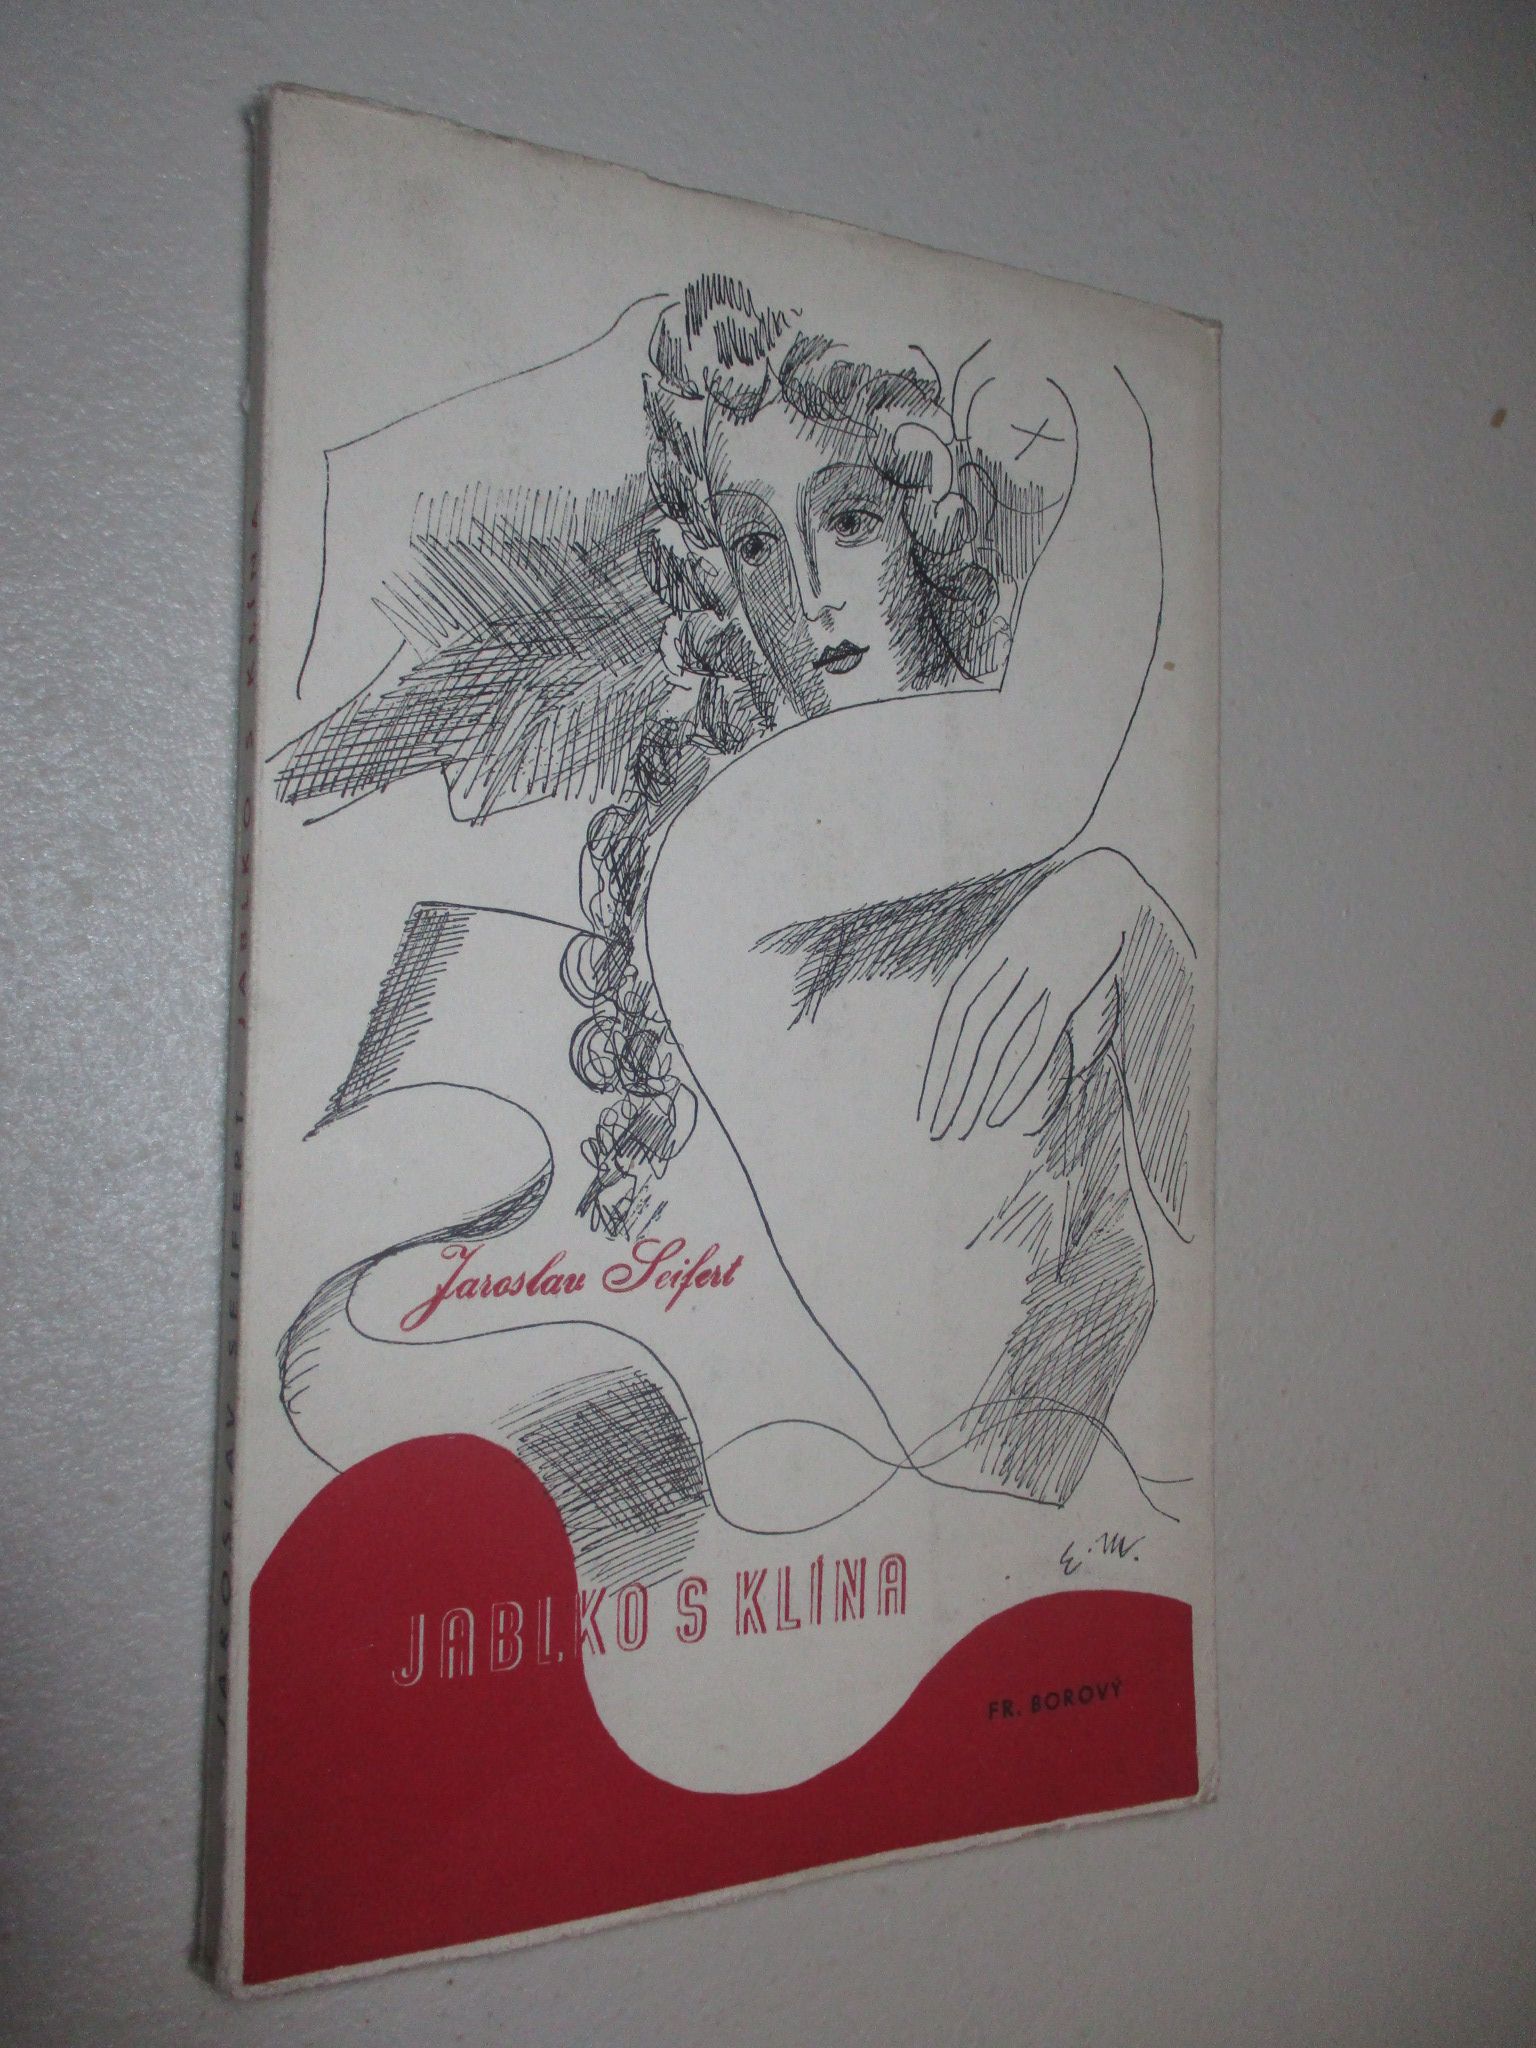 Jaroslav Seifert
JABLKO S KLÍNA
E. M.
FR. BOROVÝ
JAROSLAV SEIFERT: JABLKO S KLÍNA